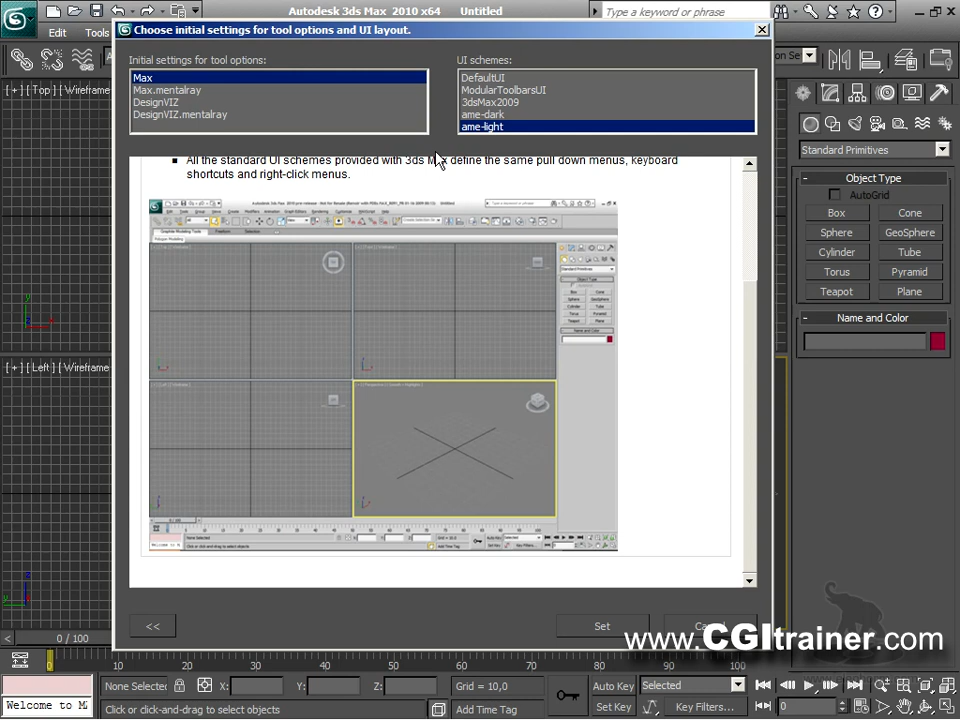 Autodesk 3ds Max 2010 x64 Untitled
Type a keyword or phrase
Edit Tools
Choose initial settings for tool options and UI layout.
Initial settings for tool options:
UI schemes:
Max
Max.mentalray
DesignVIZ
DesignVIZ.mentalray
DefaultUI
ModularToolbarsUI
3dsMax2009
ame-dark
ame-light
[ + ] [ Top ] [ Wireframe
All the standard UI schemes provided with 3ds Max define the same pull down menus, keyboard
shortcuts and right-click menus.
Standard Primitives
- Object Type
AutoGrid
Box Cone
Sphere GeoSphere
Cylinder Tube
Torus Pyramid
Teapot Plane
- Name and Color
y
x
[ + ] [ Left ] [ Wireframe
z
y
<< Set
www.CGItrainer.com
< 0 / 100
0 10 20 30 40 50 60 70 80 90 100
None Selected X: Y: Z: Grid = 10,0 Auto Key Selected
Welcome to M Click or click-and-drag to select objects Add Time Tag Set Key Key Filters... 0